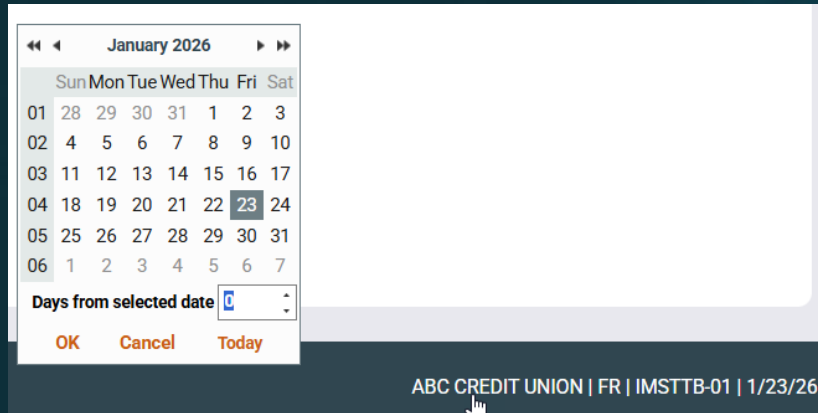 January 2026
Sun Mon Tue Wed Thu Fri Sat
01 28 29 30 31 1 2 3
02 4 5 6 7 8 9 10
03 11 12 13 14 15 16 17
04 18 19 20 21 22 23 24
05 25 26 27 28 29 30 31
06 1 2 3 4 5 6 7
Days from selected date 0
OK Cancel Today
ABC CREDIT UNION | FR | IMSTTB-01 | 1/23/26